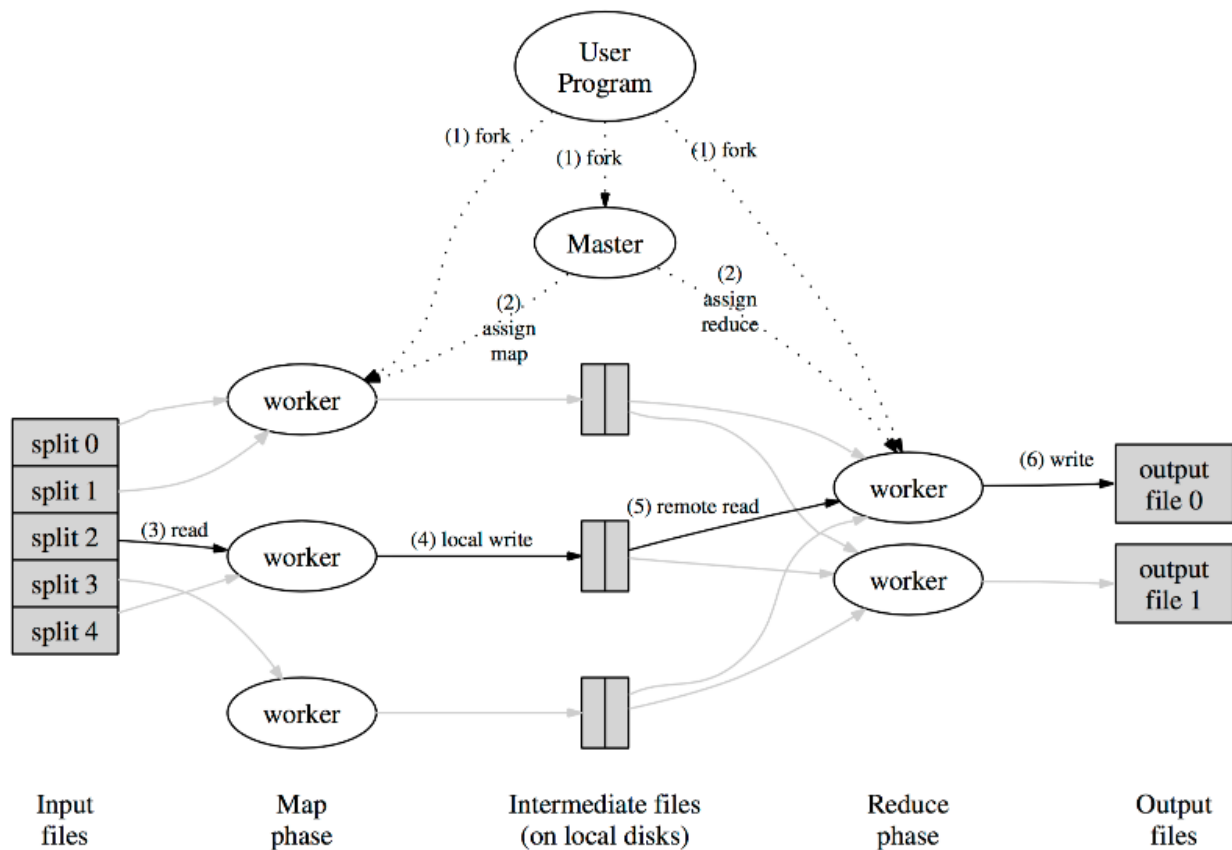 User
Program
(1) fork
(1) fork
(1) fork
Master
(2)
assign
map
(2)
assign
reduce
worker
split 0
split 1
split 2
split 3
split 4
(3) read
worker
(4) local write
(5) remote read
worker
(6) write
output
file 0
worker
output
file 1
worker
Input
files
Map
phase
Intermediate files
(on local disks)
Reduce
phase
Output
files